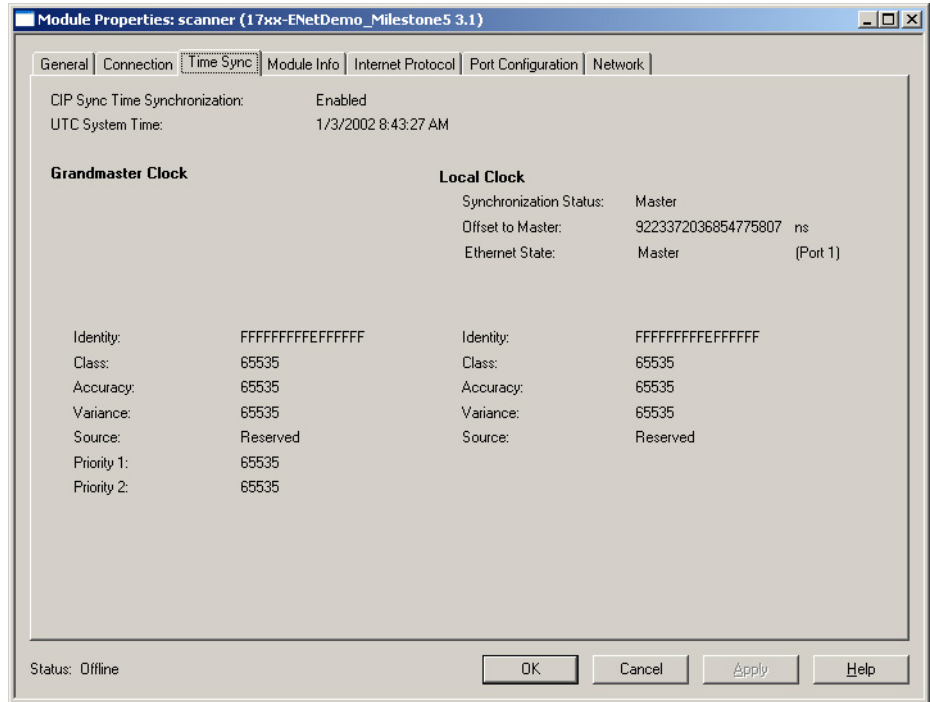 Module Properties: scanner (17xx-ENetDemo_Milestone5 3.1)
General Connection Time Sync Module Info Internet Protocol Port Configuration Network
CIP Sync Time Synchronization: Enabled
UTC System Time: 1/3/2002 8:43:27 AM
Grandmaster Clock Local Clock
Synchronization Status: Master
Offset to Master: 9223372036854775807 ns
Ethernet State: Master (Port 1)
Identity: FFFFFFFFFEFFFFFF Identity: FFFFFFFFFEFFFFFF
Class: 65535 Class: 65535
Accuracy: 65535 Accuracy: 65535
Variance: 65535 Variance: 65535
Source: Reserved Source: Reserved
Priority 1: 65535
Priority 2: 65535
Status: Offline OK Cancel Apply Help